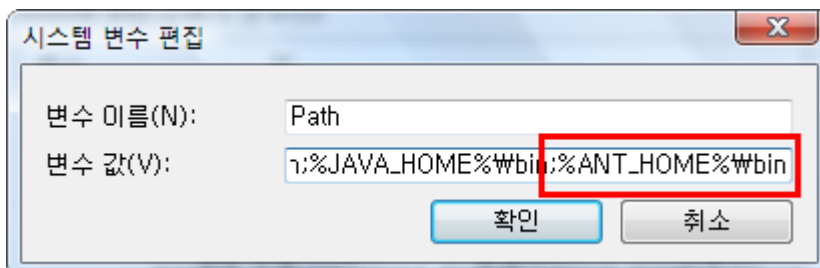 시스템 변수 편집
변수 이름(N):
Path
변수 값(V):
;%JAVA_HOME%₩bin;%ANT_HOME%₩bin
확인
취소